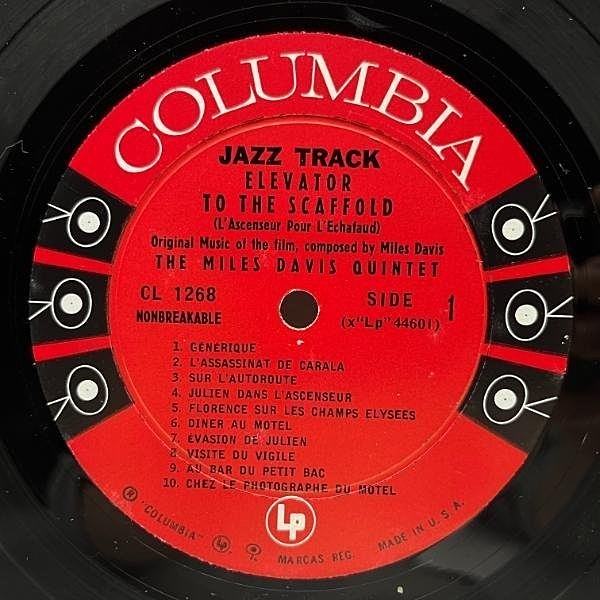 COLUMBIA
JAZZ TRACK
ELEVATOR
TO THE SCAFFOLD
(L'Ascenseur Pour L'Echafaud)
Original Music of the film, composed by Miles Davis
THE MILES DAVIS QUINTET
CL 1268
NONBREAKABLE
SIDE 1
(x"Lp" 44601)
1. GÉNÉRIQUE
2. L'ASSASSINAT DE CARALA
3. SUR L'AUTOROUTE
4. JULIEN DANS L'ASCENSEUR
5. FLORENCE SUR LES CHAMPS ELYSÉES
6. DINER AU MOTEL
7. ÉVASION DE JULIEN
8. VISITE DU VIGILE
9. AU BAR DU PETIT BAC
10. CHEZ LE PHOTOGRAPHE DU MOTEL
Lp
® "COLUMBIA" Lp MARCAS REG. MADE IN U.S.A.